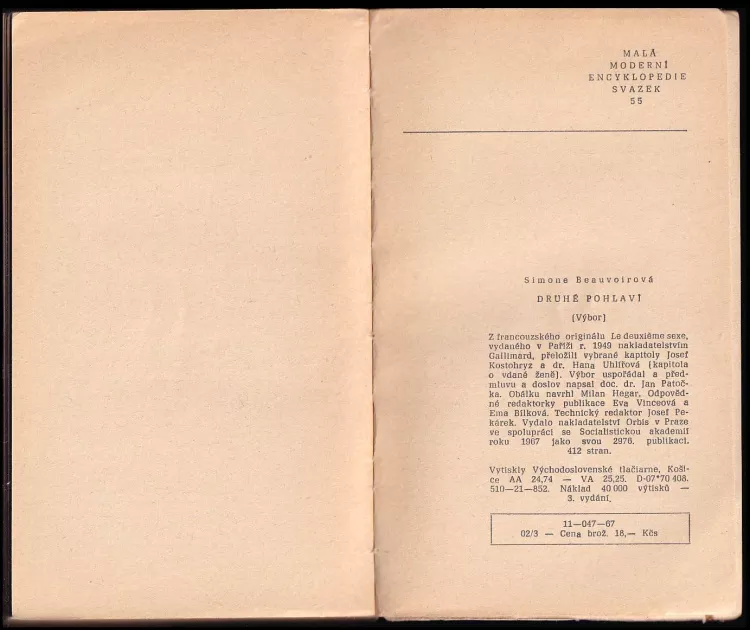 MALÁ
MODERNÍ
ENCYKLOPEDIE
SVAZEK
55
Simone Beauvoirová
DRUHÉ POHLAVÍ
(Výbor)
Z francouzského originálu Le deuxième sexe,
vydaného v Paříži r. 1949 nakladatelstvím
Gallimard, přeložili vybrané kapitoly Josef
Kostohryz a dr. Hana Uhlířová (kapitola
o vdané ženě). Výbor uspořádal a před-
mluvu a doslov napsal doc. dr. Jan Patoč-
ka. Obálku navrhl Milan Hegar. Odpověd-
né redaktorky publikace Eva Vinceová a
Ema Bílková. Technický redaktor Josef Pe-
kárek. Vydalo nakladatelství Orbis v Praze
ve spolupráci se Socialistickou akademií
roku 1967 jako svou 2976. publikaci.
412 stran.
Vytiskly Východoslovenské tlačiarne, Koši-
ce AA 24,74 — VA 25,25. D-07*70 408.
510—21—852. Náklad 40 000 výtisků —
3. vydání.
11—047—67
02/3 — Cena brož. 18,— Kčs